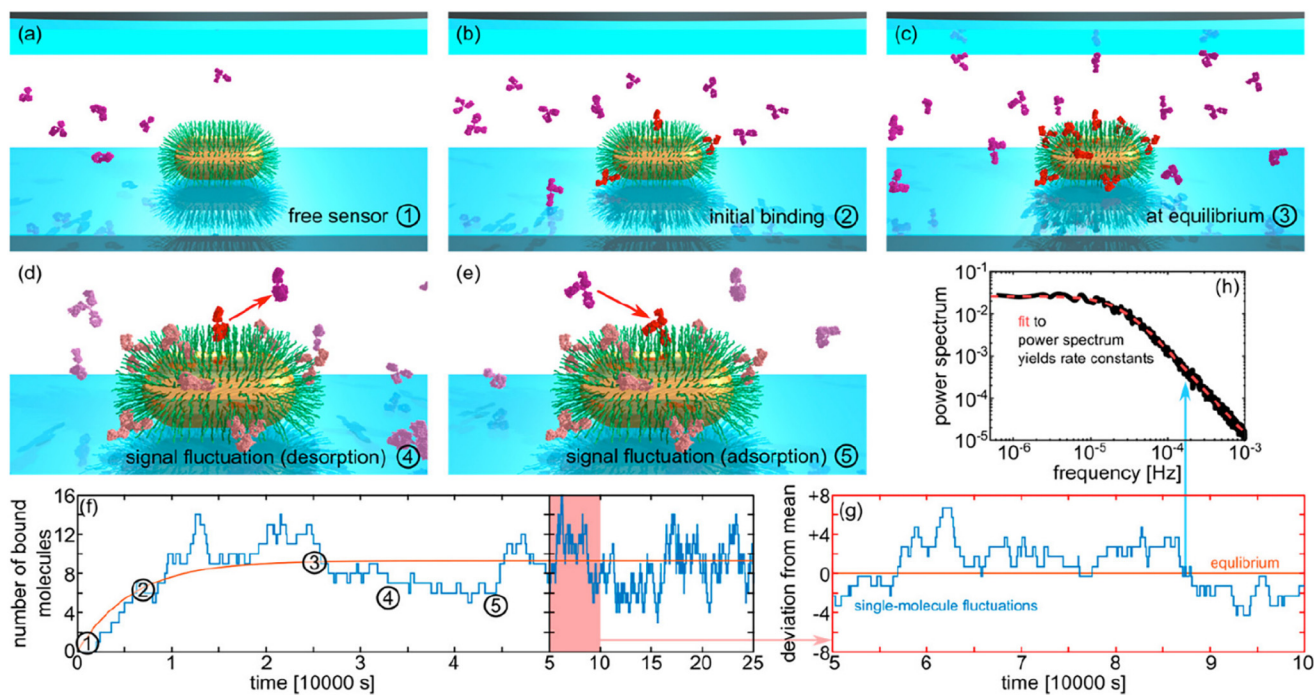 (a)
free sensor ①
(b)
initial binding ②
(c)
at equilibrium ③
(d)
signal fluctuation (desorption) ④
(e)
signal fluctuation (adsorption) ⑤
(h)
power spectrum
10-1
10-2
10-3
10-4
10-5
fit to
power spectrum
yields rate constants
10-6 10-5 10-4 10-3
frequency [Hz]
(f)
number of bound
molecules
16
12
8
4
0
① ② ③ ④ ⑤
0 1 2 3 4 5 10 15 20 25
time [10000 s]
(g)
deviation from mean
+8
+4
0
-4
-8
equlibrium
single-molecule fluctuations
5 6 7 8 9 10
time [10000 s]